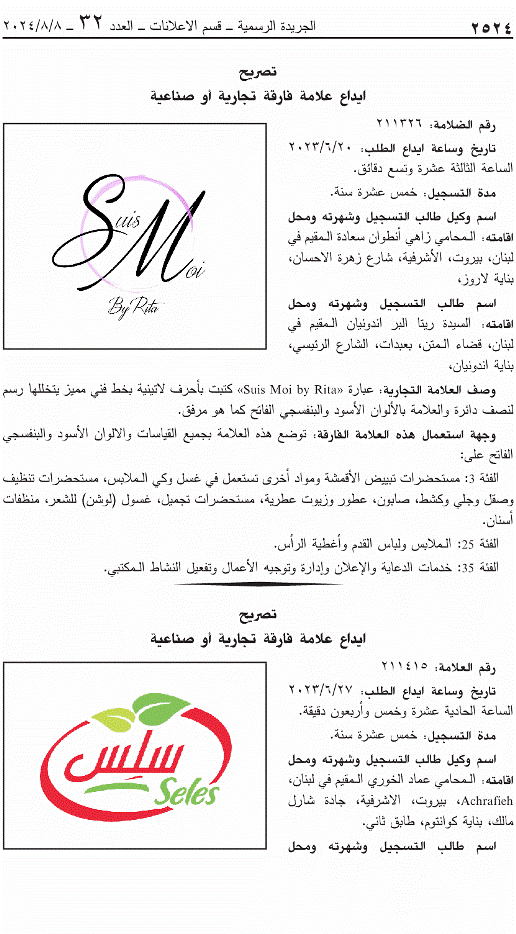 ٢٥٢٤
الجريدة الرسمية ــ قسم الاعلانات ــ العدد ٣٢ ــ ٢٠٢٤/٨/٨
تصريح
ايداع علامة فارقة تجارية أو صناعية
رقم العلامة: ٢١١٣٢٦
تاريخ وساعة ايداع الطلب: ٢٠٢٣/٦/٢٠
الساعة الثالثة عشرة وتسع دقائق.
مدة التسجيل: خمس عشرة سنة.
اسم وكيل طالب التسجيل وشهرته ومحل
اقامته: المحامي زاهي أنطوان سعادة المقيم في
لبنان، بيروت، الأشرفية، شارع زهرة الاحسان،
بناية لاروز،
اسم طالب التسجيل وشهرته ومحل
اقامته: السيدة ريتا البر اندونيان المقيم في
لبنان، قضاء المتن، بعبدات، الشارع الرئيسي،
بناية اندونيان،
Suis
Moi
By Rita
وصف العلامة التجارية: عبارة «Suis Moi by Rita» كتبت بأحرف لاتينية بخط فني مميز يتخللها رسم
لنصف دائرة والعلامة بالألوان الأسود والبنفسجي الفاتح كما هو مرفق.
وجهة استعمال هذه العلامة الفارقة: توضع هذه العلامة بجميع القياسات والالوان الأسود والبنفسجي
الفاتح على:
الفئة 3: مستحضرات تبييض الأقمشة ومواد أخرى تستعمل في غسل وكي الملابس، مستحضرات تنظيف
وصقل وجلي وكشط، صابون، عطور وزيوت عطرية، مستحضرات تجميل، غسول (لوشن) للشعر، منظفات
أسنان.
الفئة 25: الملابس ولباس القدم وأغطية الرأس.
الفئة 35: خدمات الدعاية والإعلان وإدارة وتوجيه الأعمال وتفعيل النشاط المكتبي.
تصريح
ايداع علامة فارقة تجارية أو صناعية
رقم العلامة: ٢١١٤١٥
تاريخ وساعة ايداع الطلب: ٢٠٢٣/٦/٢٧
الساعة الحادية عشرة وخمس وأربعون دقيقة.
مدة التسجيل: خمس عشرة سنة.
اسم وكيل طالب التسجيل وشهرته ومحل
اقامته: المحامي عماد الخوري المقيم في لبنان،
Achrafieh، بيروت، الاشرفية، جادة شارل
مالك، بناية كوانتوم، طابق ثاني.
اسم طالب التسجيل وشهرته ومحل
سلس
Seles